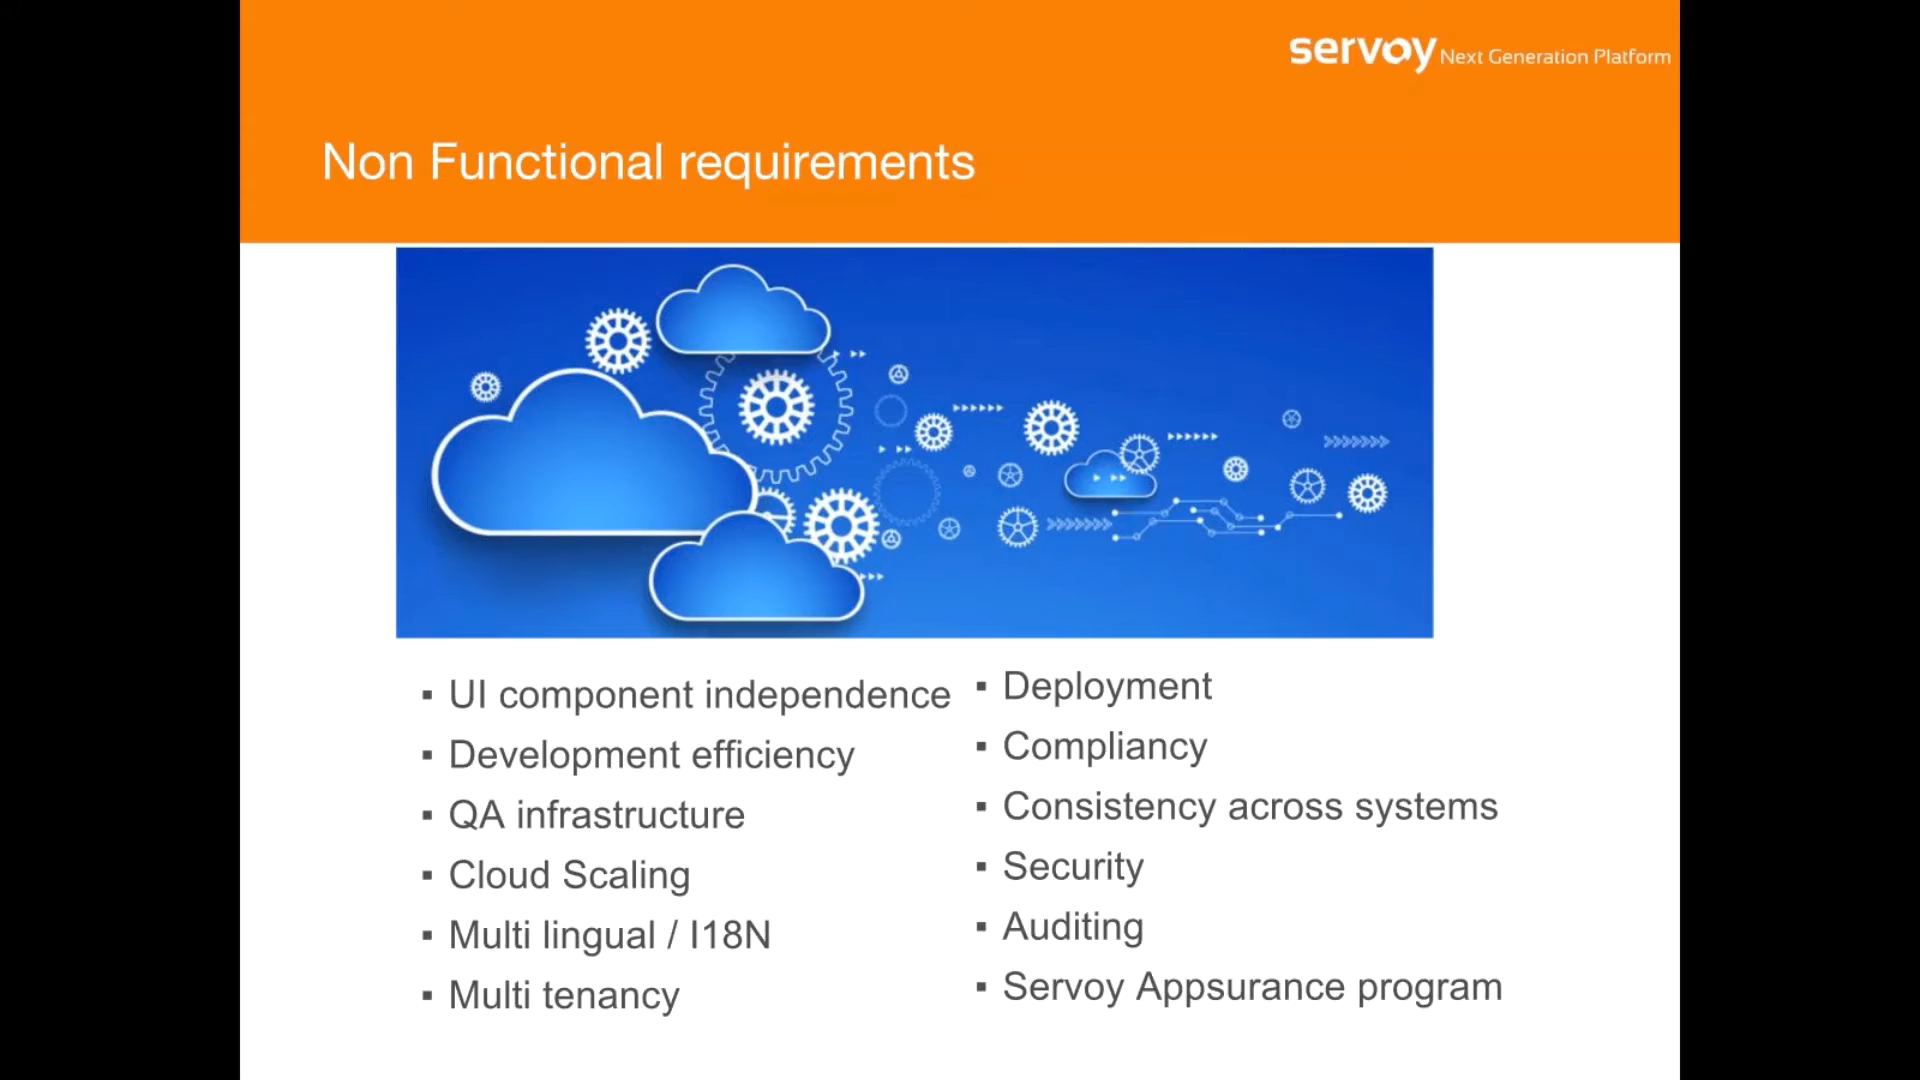 servoy Next Generation Platform
Non Functional requirements
▪ UI component independence
▪ Development efficiency
▪ QA infrastructure
▪ Cloud Scaling
▪ Multi lingual / I18N
▪ Multi tenancy
▪ Deployment
▪ Compliancy
▪ Consistency across systems
▪ Security
▪ Auditing
▪ Servoy Appsurance program